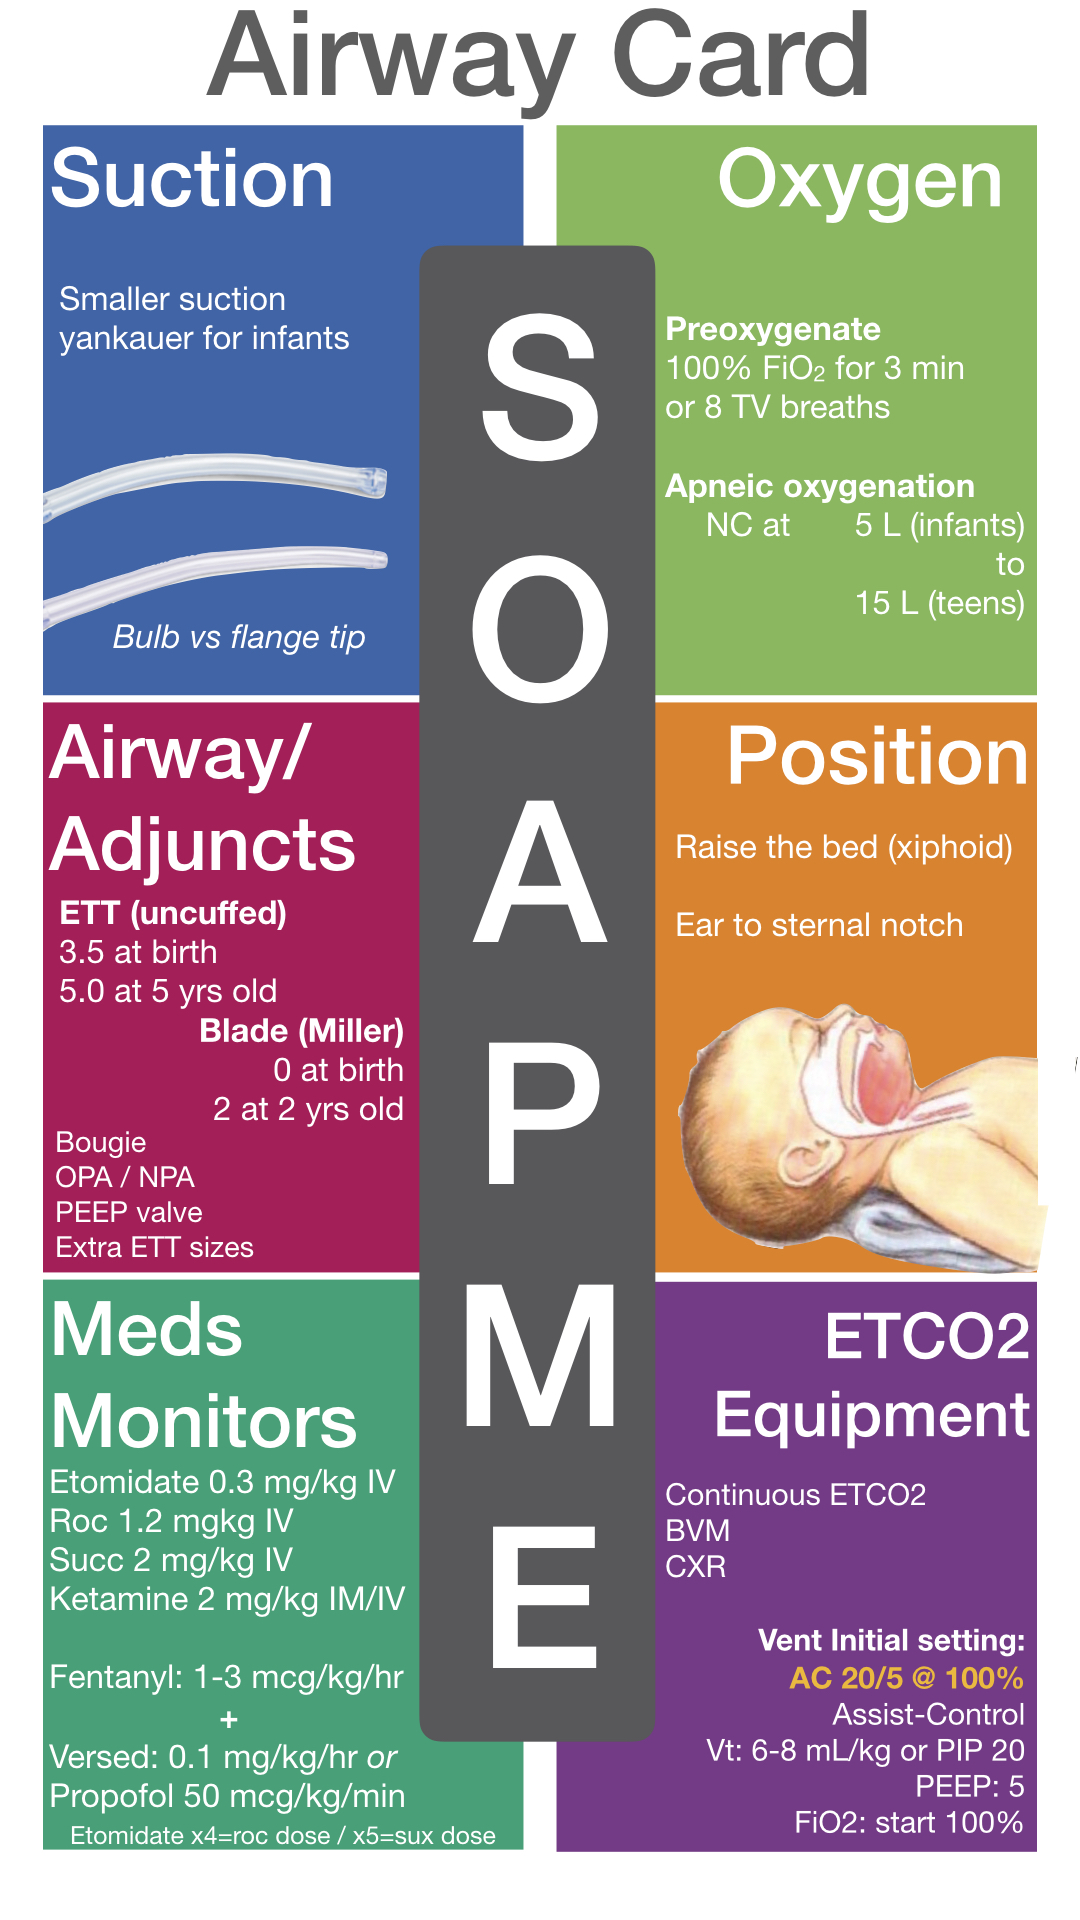 Airway Card
Suction
Smaller suction
yankauer for infants
Bulb vs flange tip
Oxygen
Preoxygenate
100% FiO₂ for 3 min
or 8 TV breaths
Apneic oxygenation
NC at 5 L (infants)
to
15 L (teens)
S
O
A
P
M
E
Airway/
Adjuncts
ETT (uncuffed)
3.5 at birth
5.0 at 5 yrs old
Blade (Miller)
0 at birth
2 at 2 yrs old
Bougie
OPA / NPA
PEEP valve
Extra ETT sizes
Position
Raise the bed (xiphoid)
Ear to sternal notch
Meds
Monitors
Etomidate 0.3 mg/kg IV
Roc 1.2 mgkg IV
Succ 2 mg/kg IV
Ketamine 2 mg/kg IM/IV
Fentanyl: 1-3 mcg/kg/hr
+
Versed: 0.1 mg/kg/hr or
Propofol 50 mcg/kg/min
Etomidate x4=roc dose / x5=sux dose
ETCO2
Equipment
Continuous ETCO2
BVM
CXR
Vent Initial setting:
AC 20/5 @ 100%
Assist-Control
Vt: 6-8 mL/kg or PIP 20
PEEP: 5
FiO2: start 100%